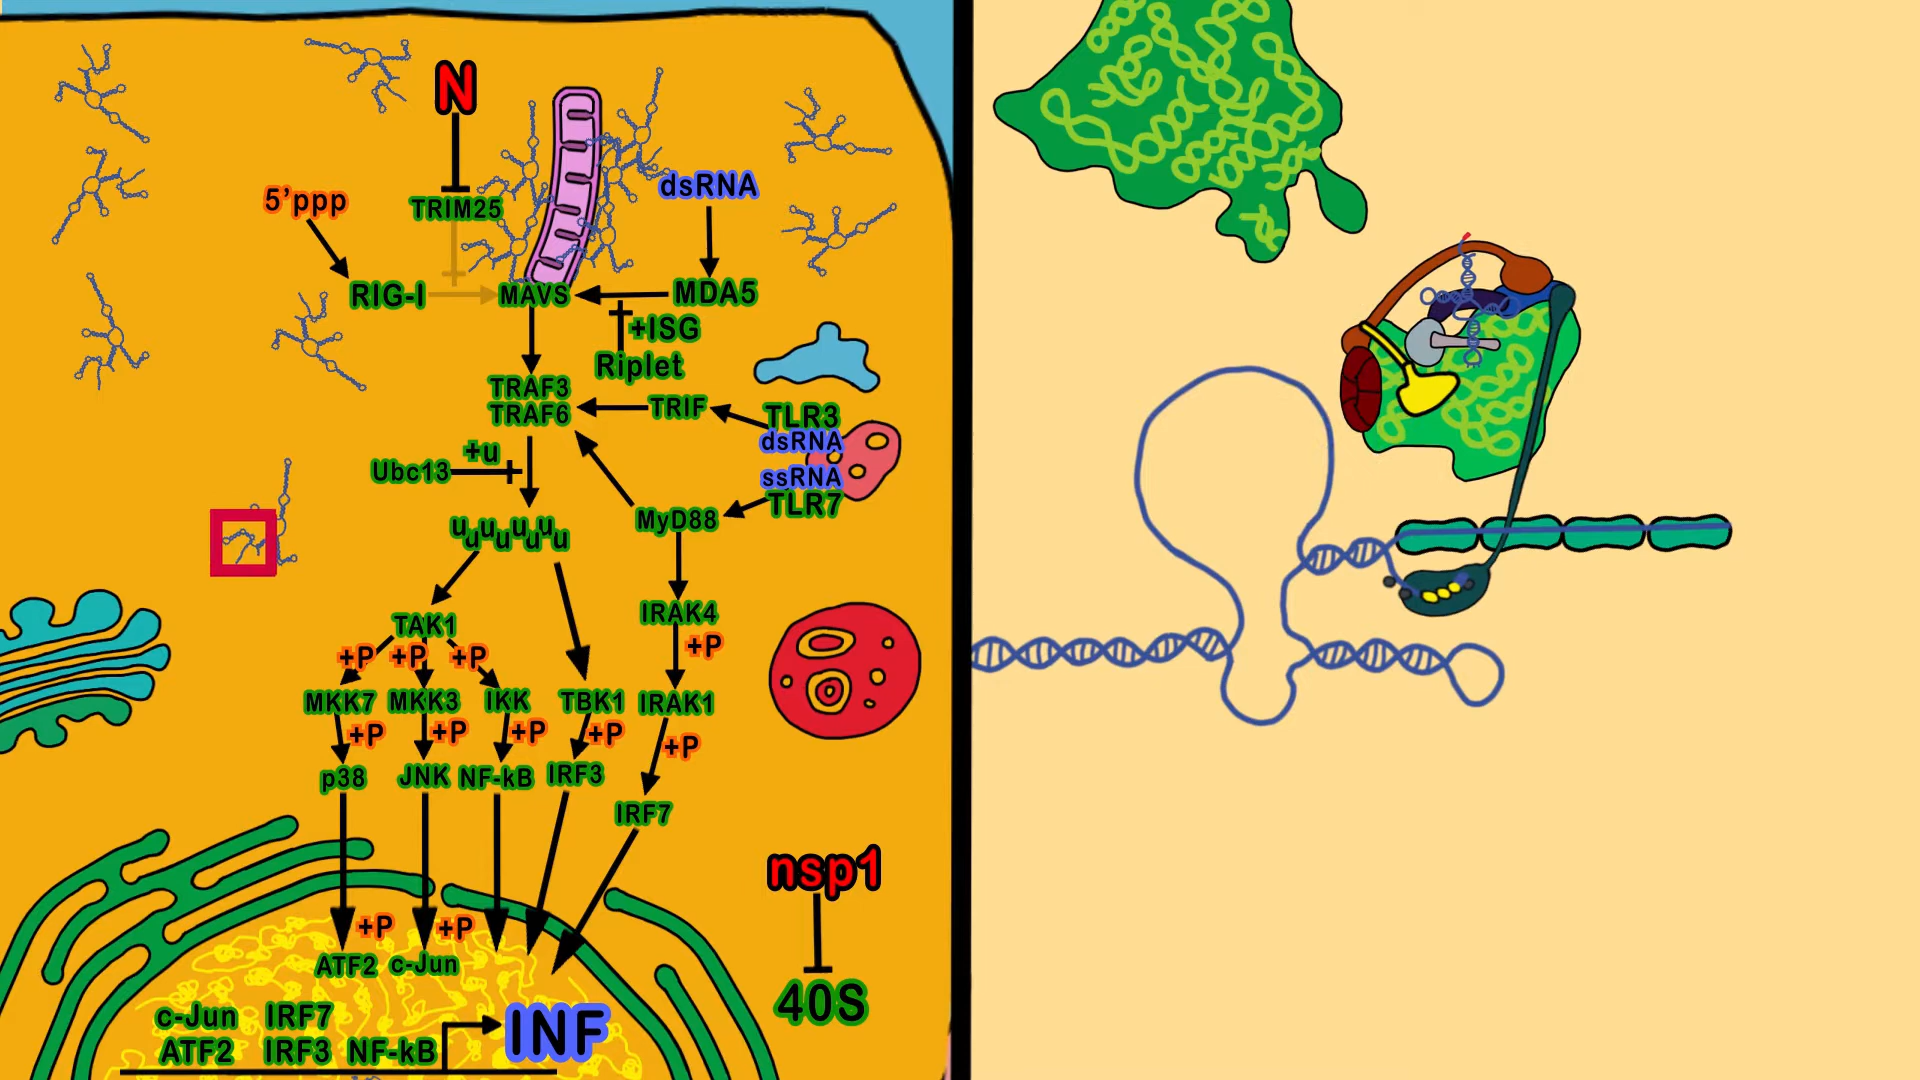 N
5’ppp
TRIM25
dsRNA
RIG-I
MAVS
MDA5
+ISG
Riplet
TRAF3
TRAF6
TRIF
TLR3
dsRNA
ssRNA
TLR7
+u
Ubc13
MyD88
uuuuuuu
IRAK4
TAK1
+P +P +P
+P
MKK7 MKK3 IKK TBK1 IRAK1
+P +P +P +P
+P
p38 JNK NF-kB IRF3
IRF7
nsp1
+P +P
ATF2 c-Jun
40S
c-Jun IRF7
ATF2 IRF3 NF-kB
INF